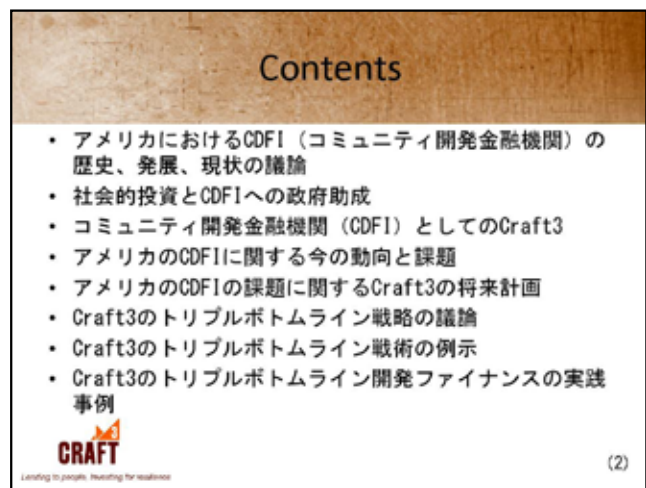 Contents
・ アメリカにおけるCDFI（コミュニティ開発金融機関）の
歴史、発展、現状の議論
・ 社会的投資とCDFIへの政府助成
・ コミュニティ開発金融機関（CDFI）としてのCraft3
・ アメリカのCDFIに関する今の動向と課題
・ アメリカのCDFIの課題に関するCraft3の将来計画
・ Craft3のトリプルボトムライン戦略の議論
・ Craft3のトリプルボトムライン戦術の例示
・ Craft3のトリプルボトムライン開発ファイナンスの実践
事例
3
CRAFT
Lending to people, Investing for resilience
(2)